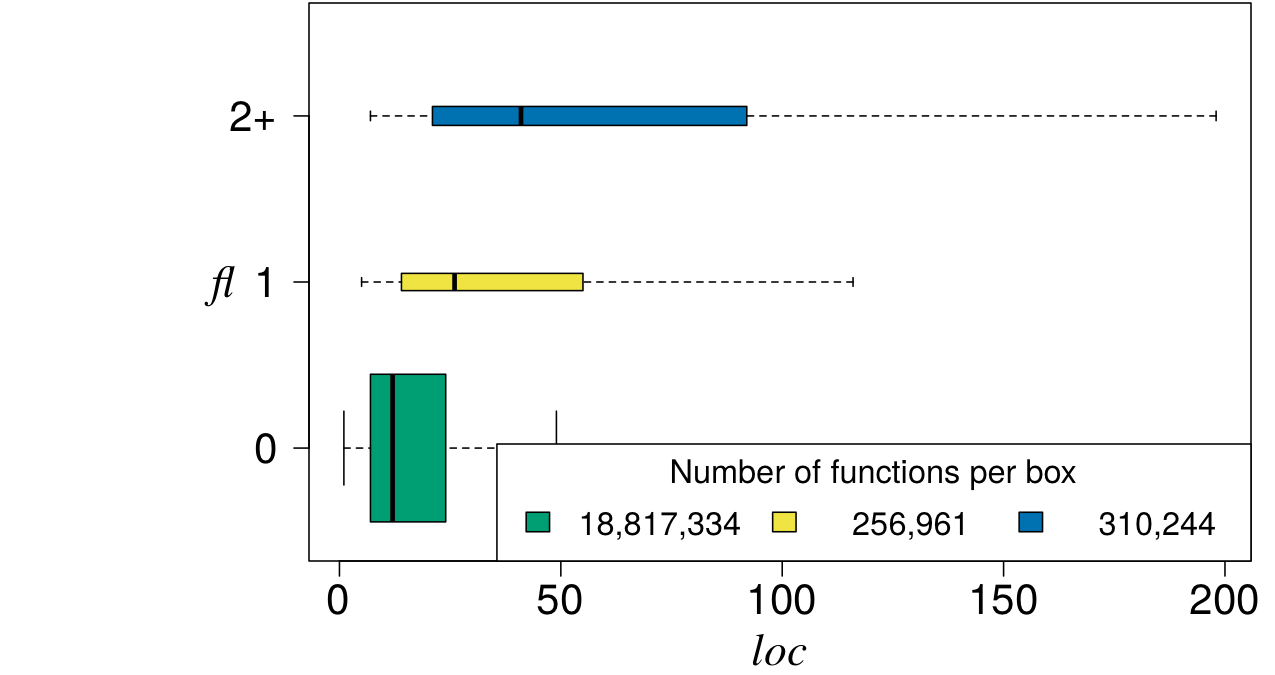 2+
fl 1
0
Number of functions per box
18,817,334 256,961 310,244
0 50 100 150 200
loc